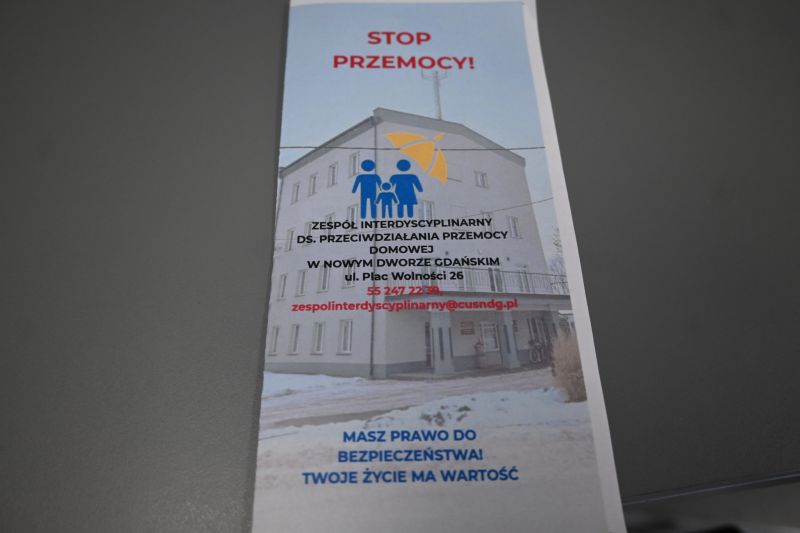 STOP
PRZEMOCY!
ZESPÓŁ INTERDYSCYPLINARNY
DS. PRZECIWDZIAŁANIA PRZEMOCY
DOMOWEJ
W NOWYM DWORZE GDAŃSKIM
ul. Plac Wolności 26
55 247 22 39,
zespolinterdyscyplinarny@cusndg.pl
MASZ PRAWO DO
BEZPIECZEŃSTWA!
TWOJE ŻYCIE MA WARTOŚĆ